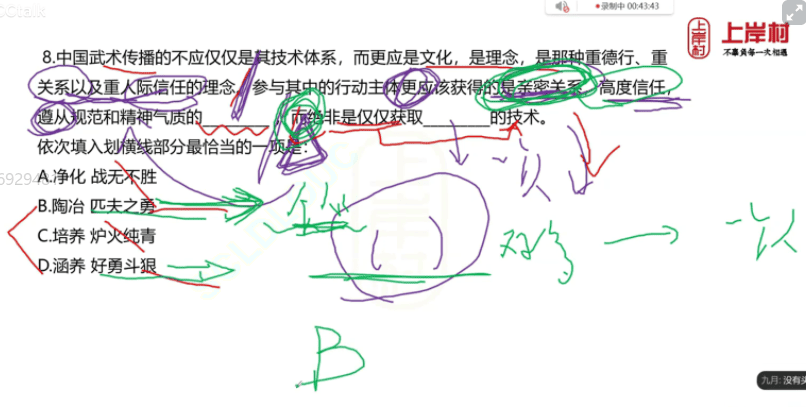 OCtalk
录制中 00:43:43
上岸村
上岸村
不辜负每一次相遇
8.中国武术传播的不应仅仅是其技术体系，而更应是文化，是理念，是那种重德行、重
关系以及重人际信任的理念，参与其中的行动主体更应该获得的是亲密关系、高度信任，
遵从规范和精神气质的________，而绝非是仅仅获取________的技术。
依次填入划横线部分最恰当的一项是：
A.净化 战无不胜
B.陶冶 匹夫之勇
C.培养 炉火纯青
D.涵养 好勇斗狠
( )
对等
B
九月: 没有